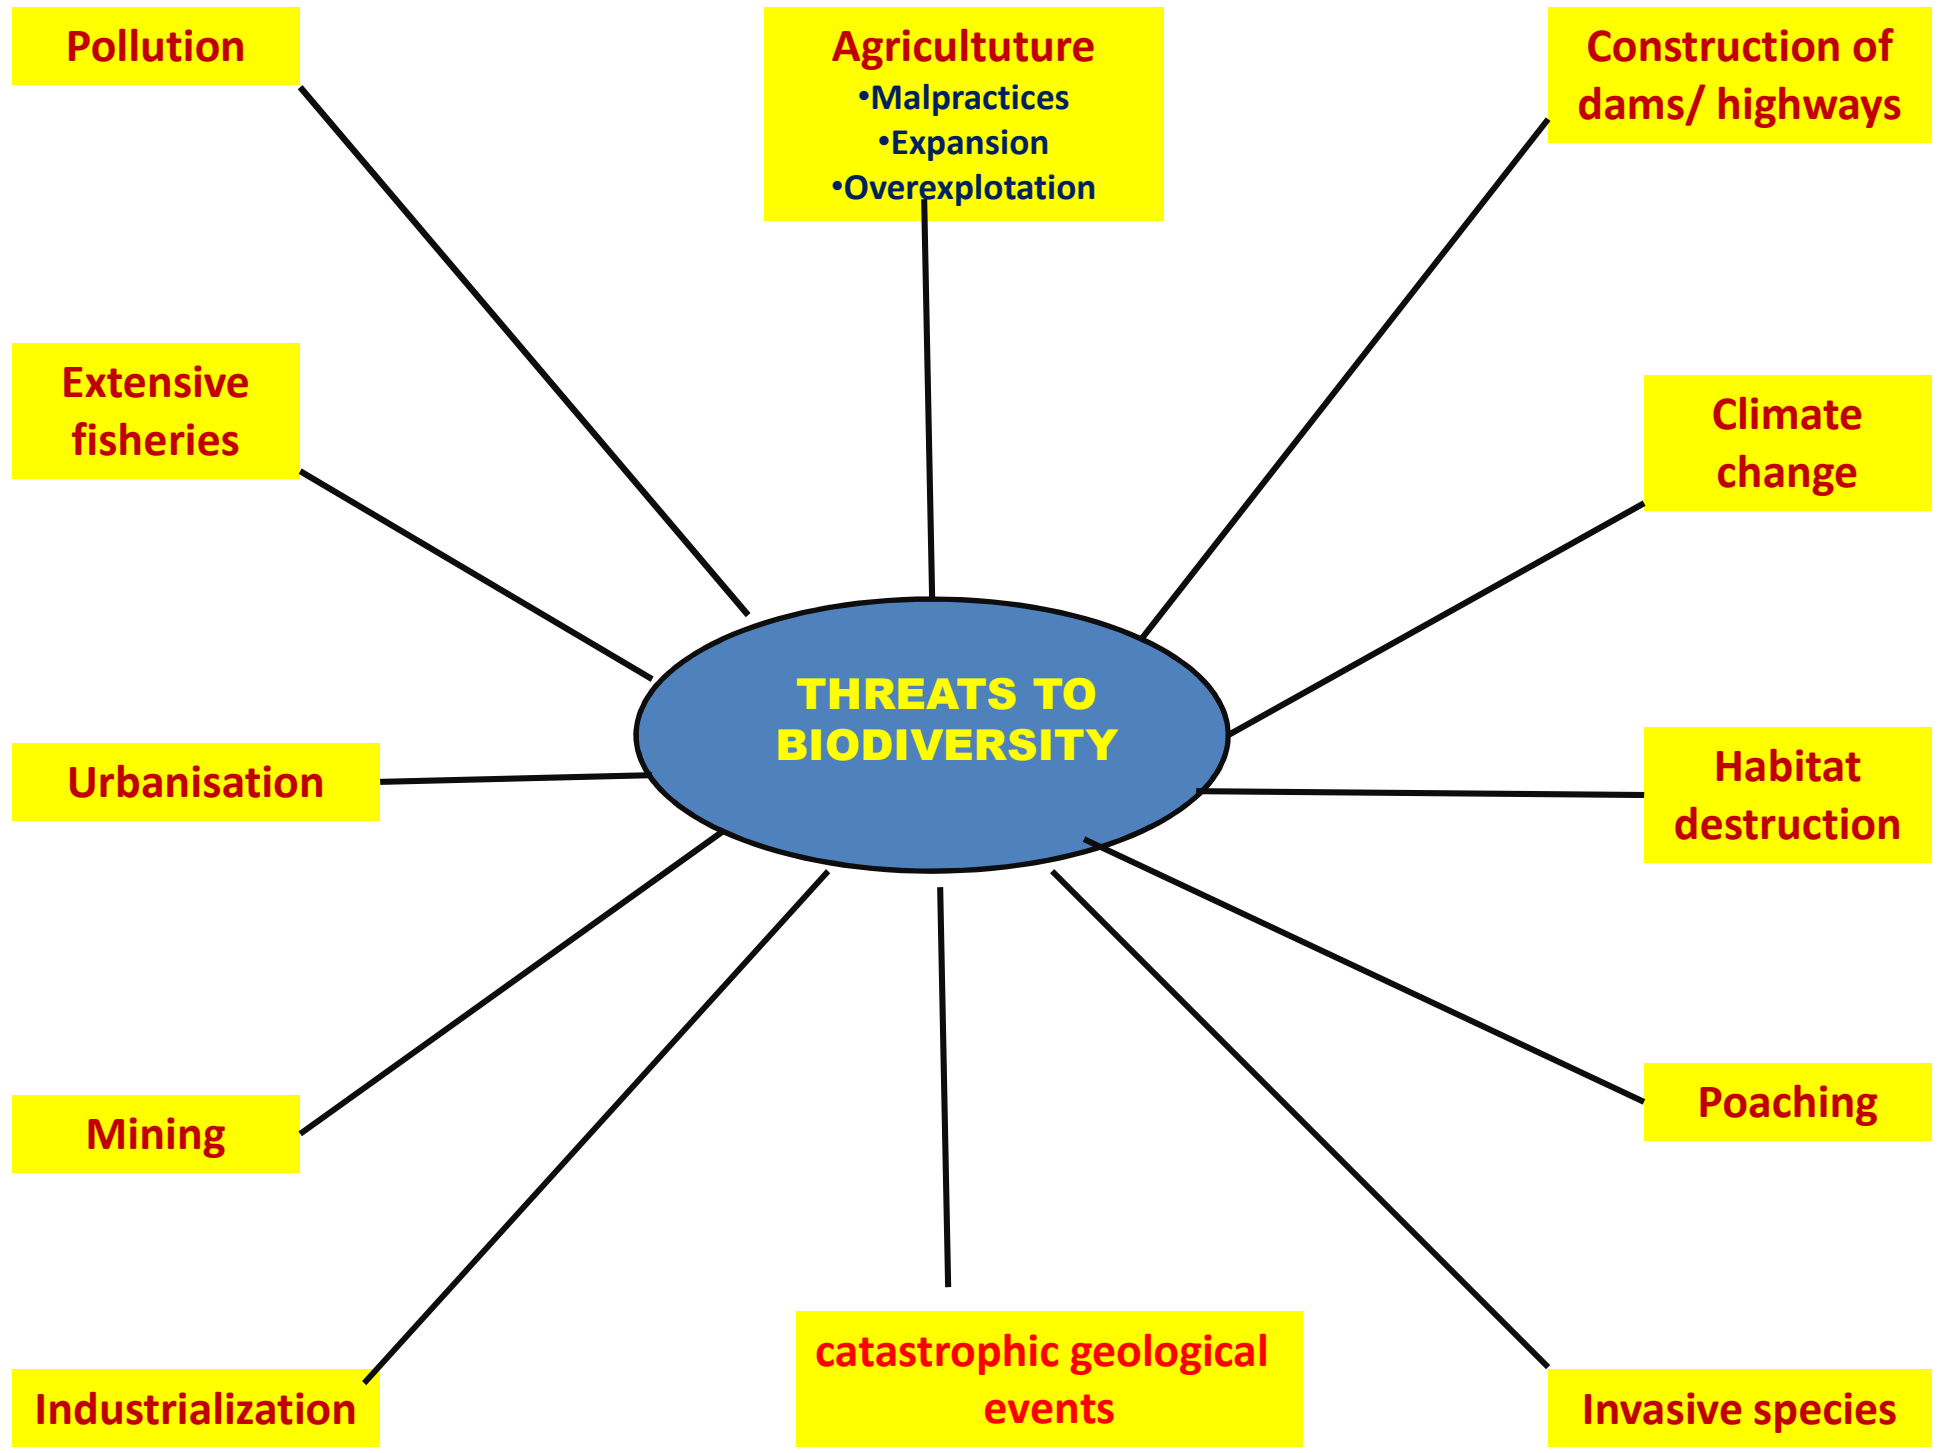 Pollution
Agricultuture
•Malpractices
•Expansion
•Overexplotation
Construction of
dams/ highways
Extensive
fisheries
Climate
change
THREATS TO
BIODIVERSITY
Urbanisation
Habitat
destruction
Mining
Poaching
Industrialization
catastrophic geological
events
Invasive species